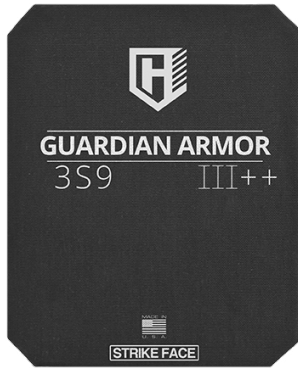 GUARDIAN ARMOR
3S9 III++
MADE IN
U.S.A.
STRIKE FACE